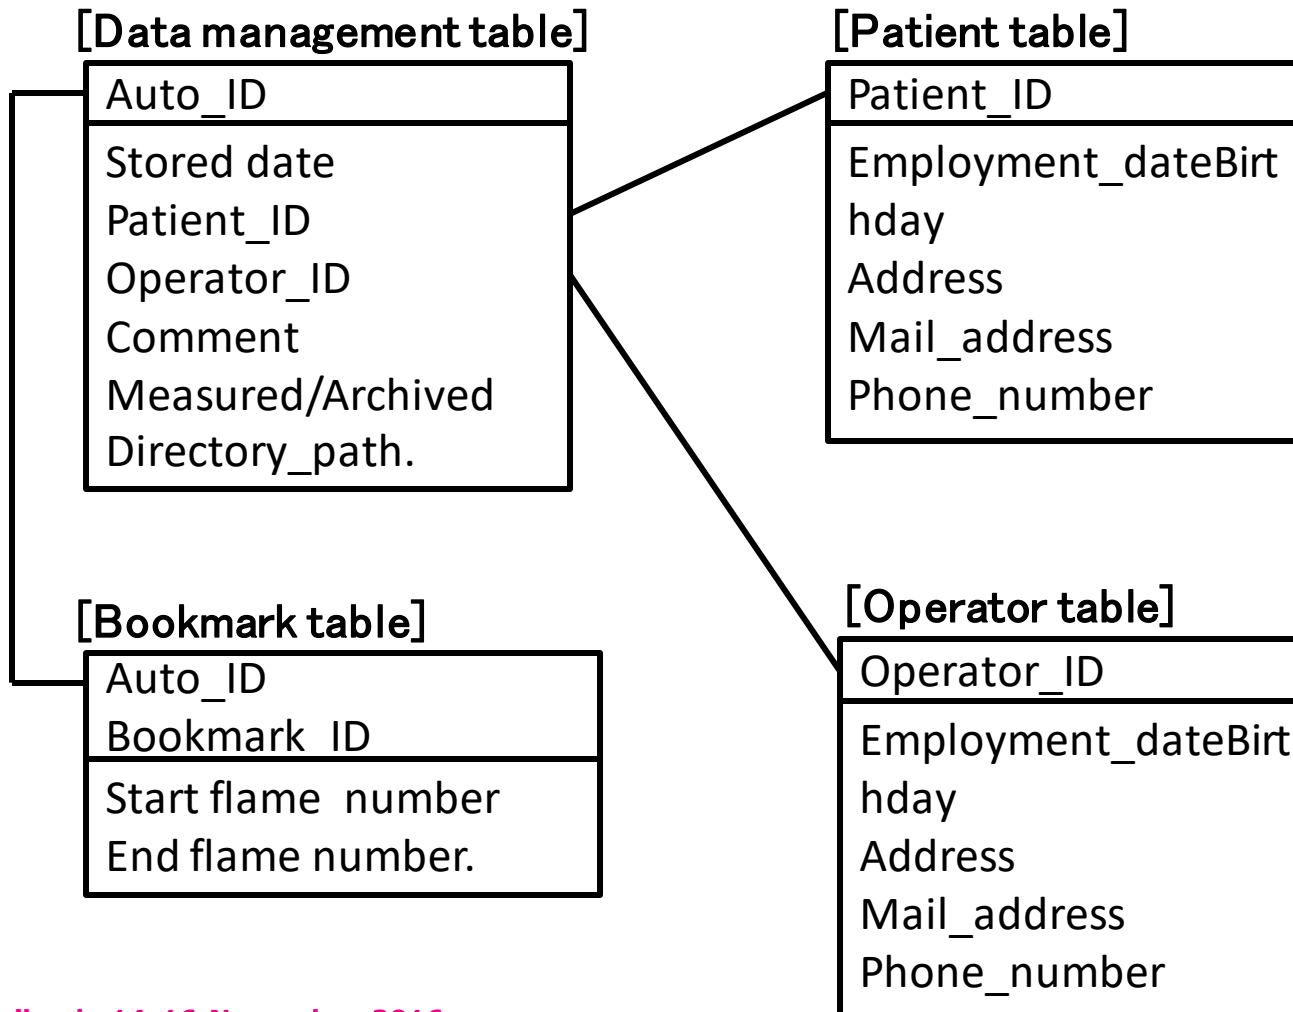 [Data management table]
Auto_ID
Stored date
Patient_ID
Operator_ID
Comment
Measured/Archived
Directory_path.
[Patient table]
Patient_ID
Employment_dateBirt
hday
Address
Mail_address
Phone_number
[Bookmark table]
Auto_ID
Bookmark_ID
Start flame number
End flame number.
[Operator table]
Operator_ID
Employment_dateBirt
hday
Address
Mail_address
Phone_number